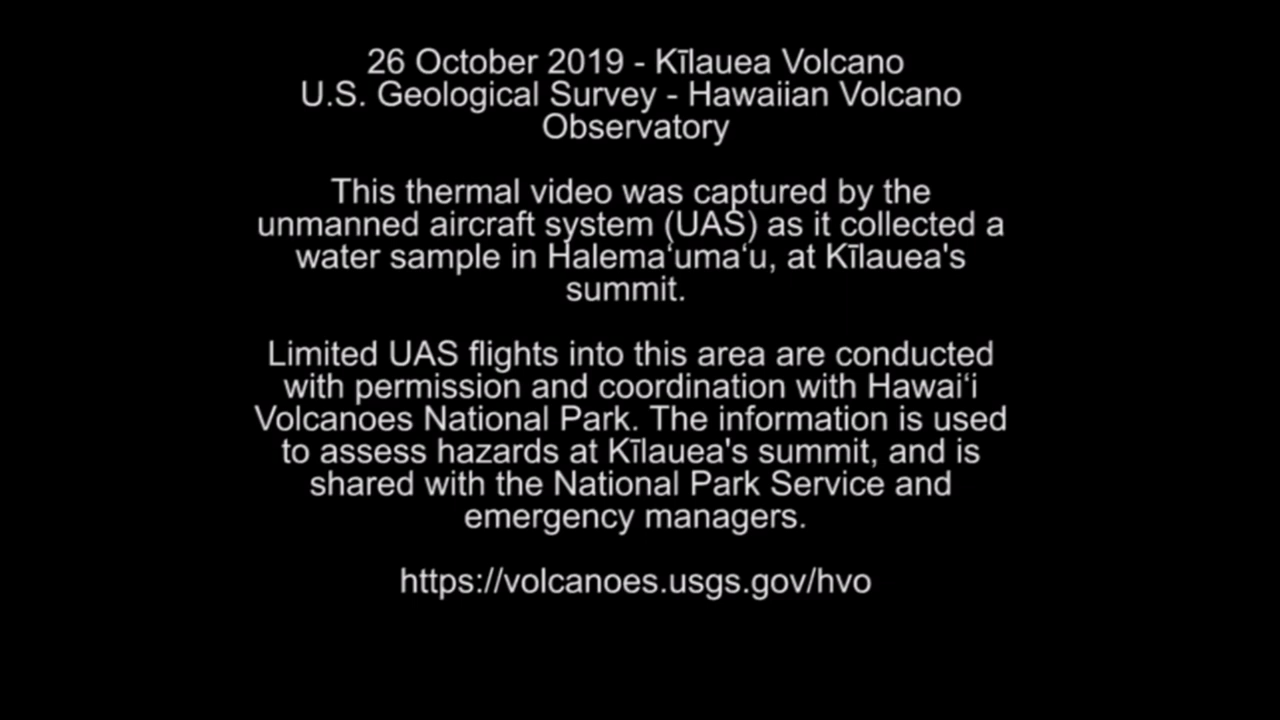 26 October 2019 - Kīlauea Volcano
U.S. Geological Survey - Hawaiian Volcano
Observatory
This thermal video was captured by the
unmanned aircraft system (UAS) as it collected a
water sample in Halemaʻumaʻu, at Kīlauea's
summit.
Limited UAS flights into this area are conducted
with permission and coordination with Hawaiʻi
Volcanoes National Park. The information is used
to assess hazards at Kīlauea's summit, and is
shared with the National Park Service and
emergency managers.
https://volcanoes.usgs.gov/hvo